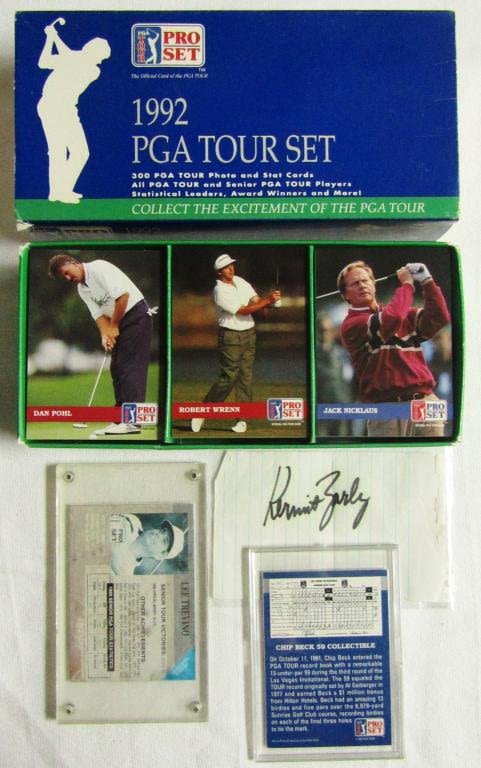 PGA TOUR
PRO SET
TM
The Official Card of the PGA TOUR
1992
PGA TOUR SET
300 PGA TOUR Photo and Stat Cards
All PGA TOUR and Senior PGA TOUR Players
Statistical Leaders, Award Winners and More!
COLLECT THE EXCITEMENT OF THE PGA TOUR
DAN POHL
PRO SET
ROBERT WRENN
PRO SET
JACK NICKLAUS
PRO SET
Kermit Zarley
PRO SET
LEE TREVINO
SENIOR TOUR VICTORIES:
OTHER ACHIEVEMENTS:
CHIP BECK 59 COLLECTIBLE
On October 11, 1991, Chip Beck entered the
PGA TOUR record book with a remarkable
13-under-par 59 during the third round of the
Las Vegas Invitational. The 59 equaled the
TOUR record originally set by Al Geiberger in
1977 and earned Beck a $1 million bonus
from Hilton Hotels. Beck had an amazing 13
birdies and five pars over the 6,979-yard
Sunrise Golf Club course, recording birdies
on each of the final three holes
to tie the mark.
PRO SET